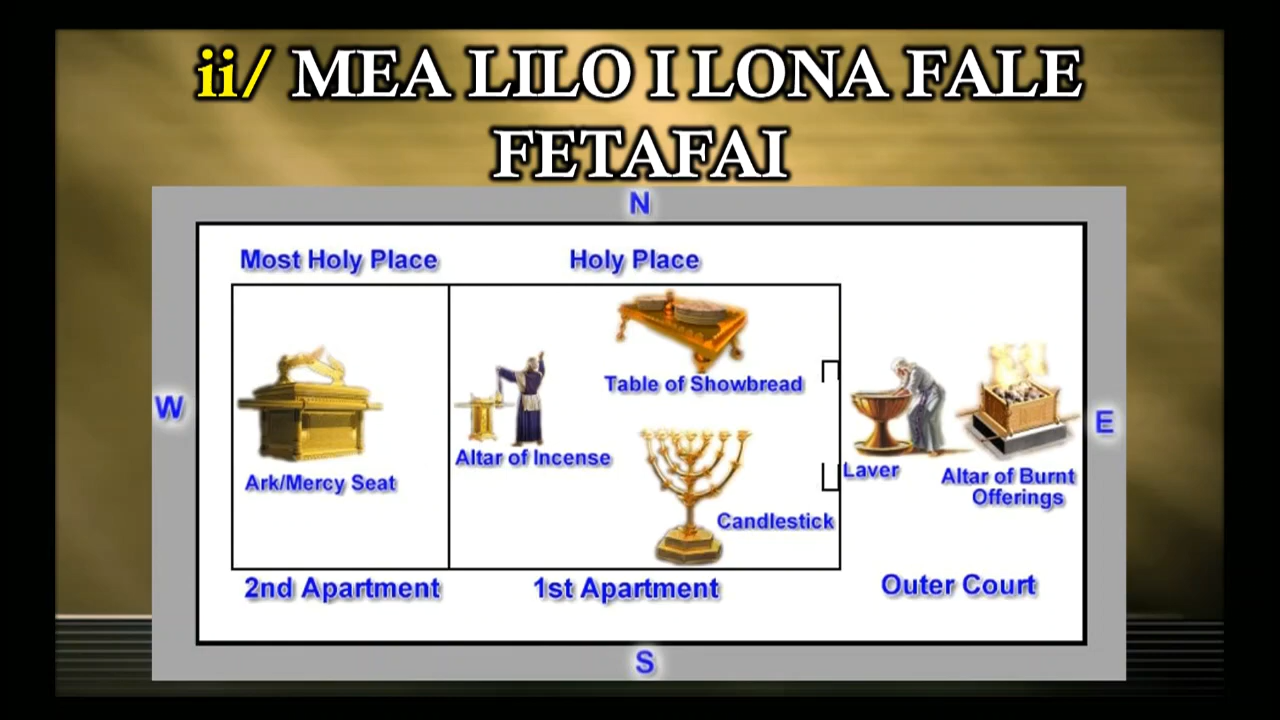 ii/ MEA LILO I LONA FALE
FETAFAI
N
Most Holy Place
Holy Place
Table of Showbread
W
E
Altar of Incense
Laver
Altar of Burnt
Offerings
Ark/Mercy Seat
Candlestick
2nd Apartment
1st Apartment
Outer Court
S